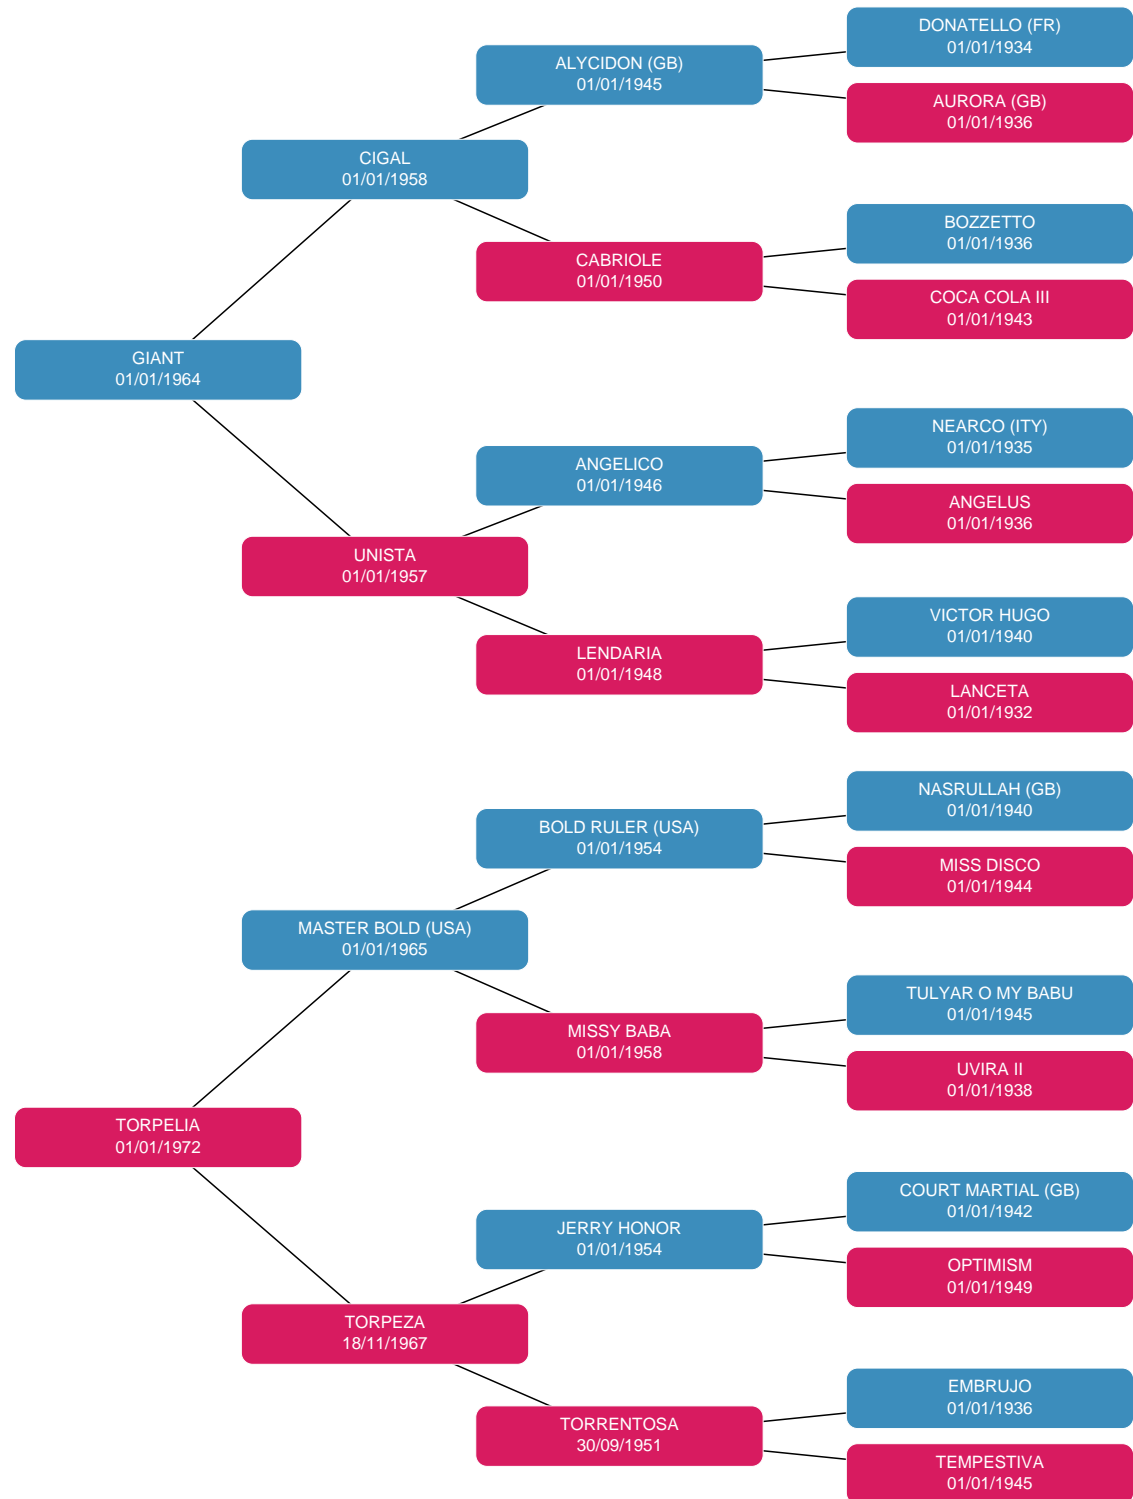 DONATELLO (FR)
01/01/1934
ALYCIDON (GB)
01/01/1945
AURORA (GB)
01/01/1936
CIGAL
01/01/1958
BOZZETTO
01/01/1936
CABRIOLE
01/01/1950
COCA COLA III
01/01/1943
GIANT
01/01/1964
NEARCO (ITY)
01/01/1935
ANGELICO
01/01/1946
ANGELUS
01/01/1936
UNISTA
01/01/1957
VICTOR HUGO
01/01/1940
LENDARIA
01/01/1948
LANCETA
01/01/1932
NASRULLAH (GB)
01/01/1940
BOLD RULER (USA)
01/01/1954
MISS DISCO
01/01/1944
MASTER BOLD (USA)
01/01/1965
TULYAR O MY BABU
01/01/1945
MISSY BABA
01/01/1958
UVIRA II
01/01/1938
TORPELIA
01/01/1972
COURT MARTIAL (GB)
01/01/1942
JERRY HONOR
01/01/1954
OPTIMISM
01/01/1949
TORPEZA
18/11/1967
EMBRUJO
01/01/1936
TORRENTOSA
30/09/1951
TEMPESTIVA
01/01/1945